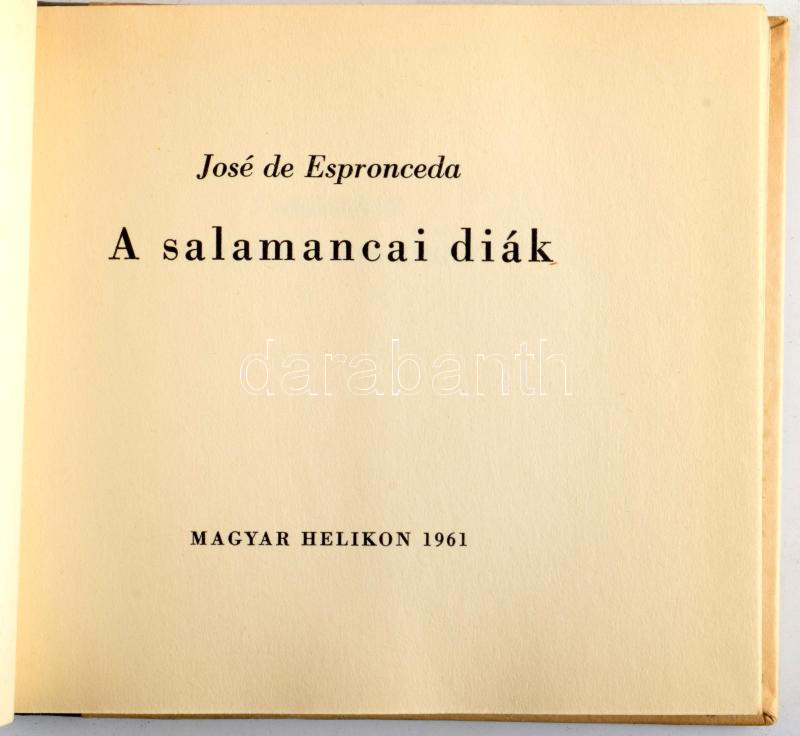 José de Espronceda
A salamancai diák
darabanth
MAGYAR HELIKON 1961